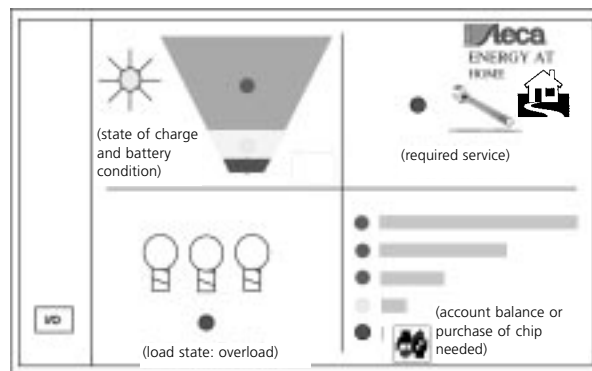 Steca
ENERGY AT
HOME
(state of charge
and battery
condition)
(required service)
(load state: overload)
I/O
(account balance or
purchase of chip
needed)